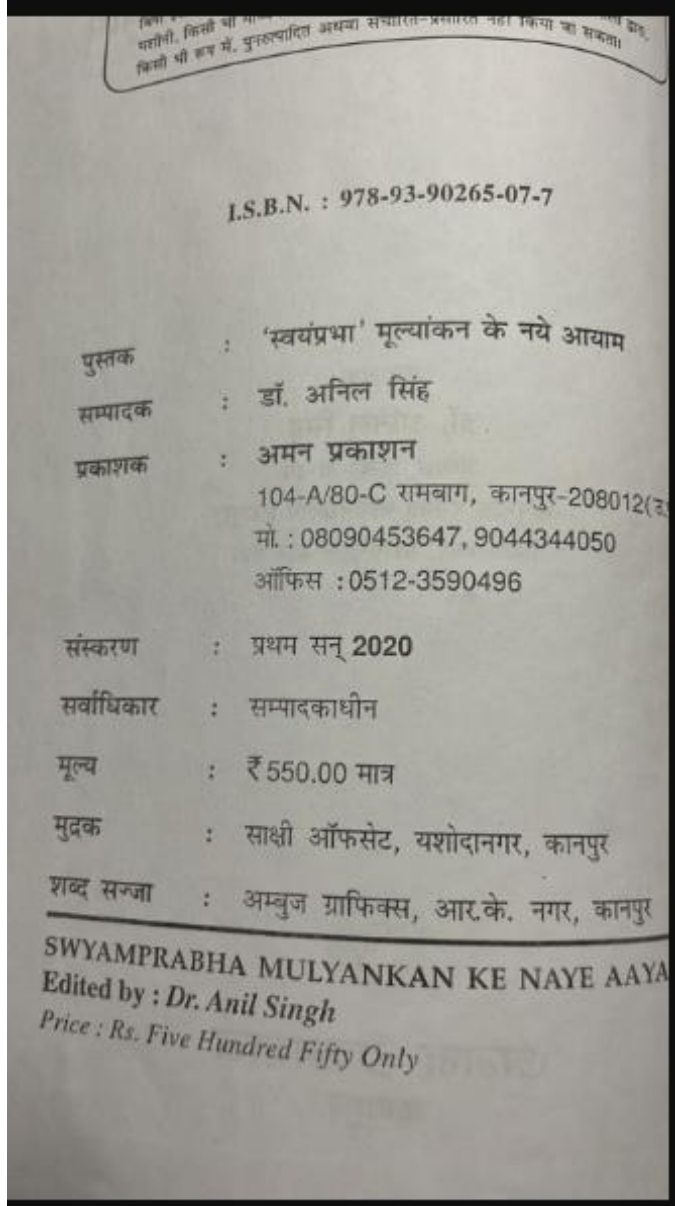 यशीनी, किसी भी
किसी भी रूप में, पुनरुत्पादित अथवा संचारित-प्रसारित नहीं किया जा सकता।
I.S.B.N. : 978-93-90265-07-7
पुस्तक : 'स्वयंप्रभा' मूल्यांकन के नये आयाम
सम्पादक : डॉ. अनिल सिंह
प्रकाशक : अमन प्रकाशन
104-A/80-C रामबाग, कानपुर-208012(उ.
मो. : 08090453647, 9044344050
ऑफिस : 0512-3590496
संस्करण : प्रथम सन् 2020
सर्वाधिकार : सम्पादकाधीन
मूल्य : ₹ 550.00 मात्र
मुद्रक : साक्षी ऑफसेट, यशोदानगर, कानपुर
शब्द सज्जा : अम्बुज ग्राफिक्स, आर.के. नगर, कानपुर
SWYAMPRABHA MULYANKAN KE NAYE AAYA
Edited by : Dr. Anil Singh
Price : Rs. Five Hundred Fifty Only